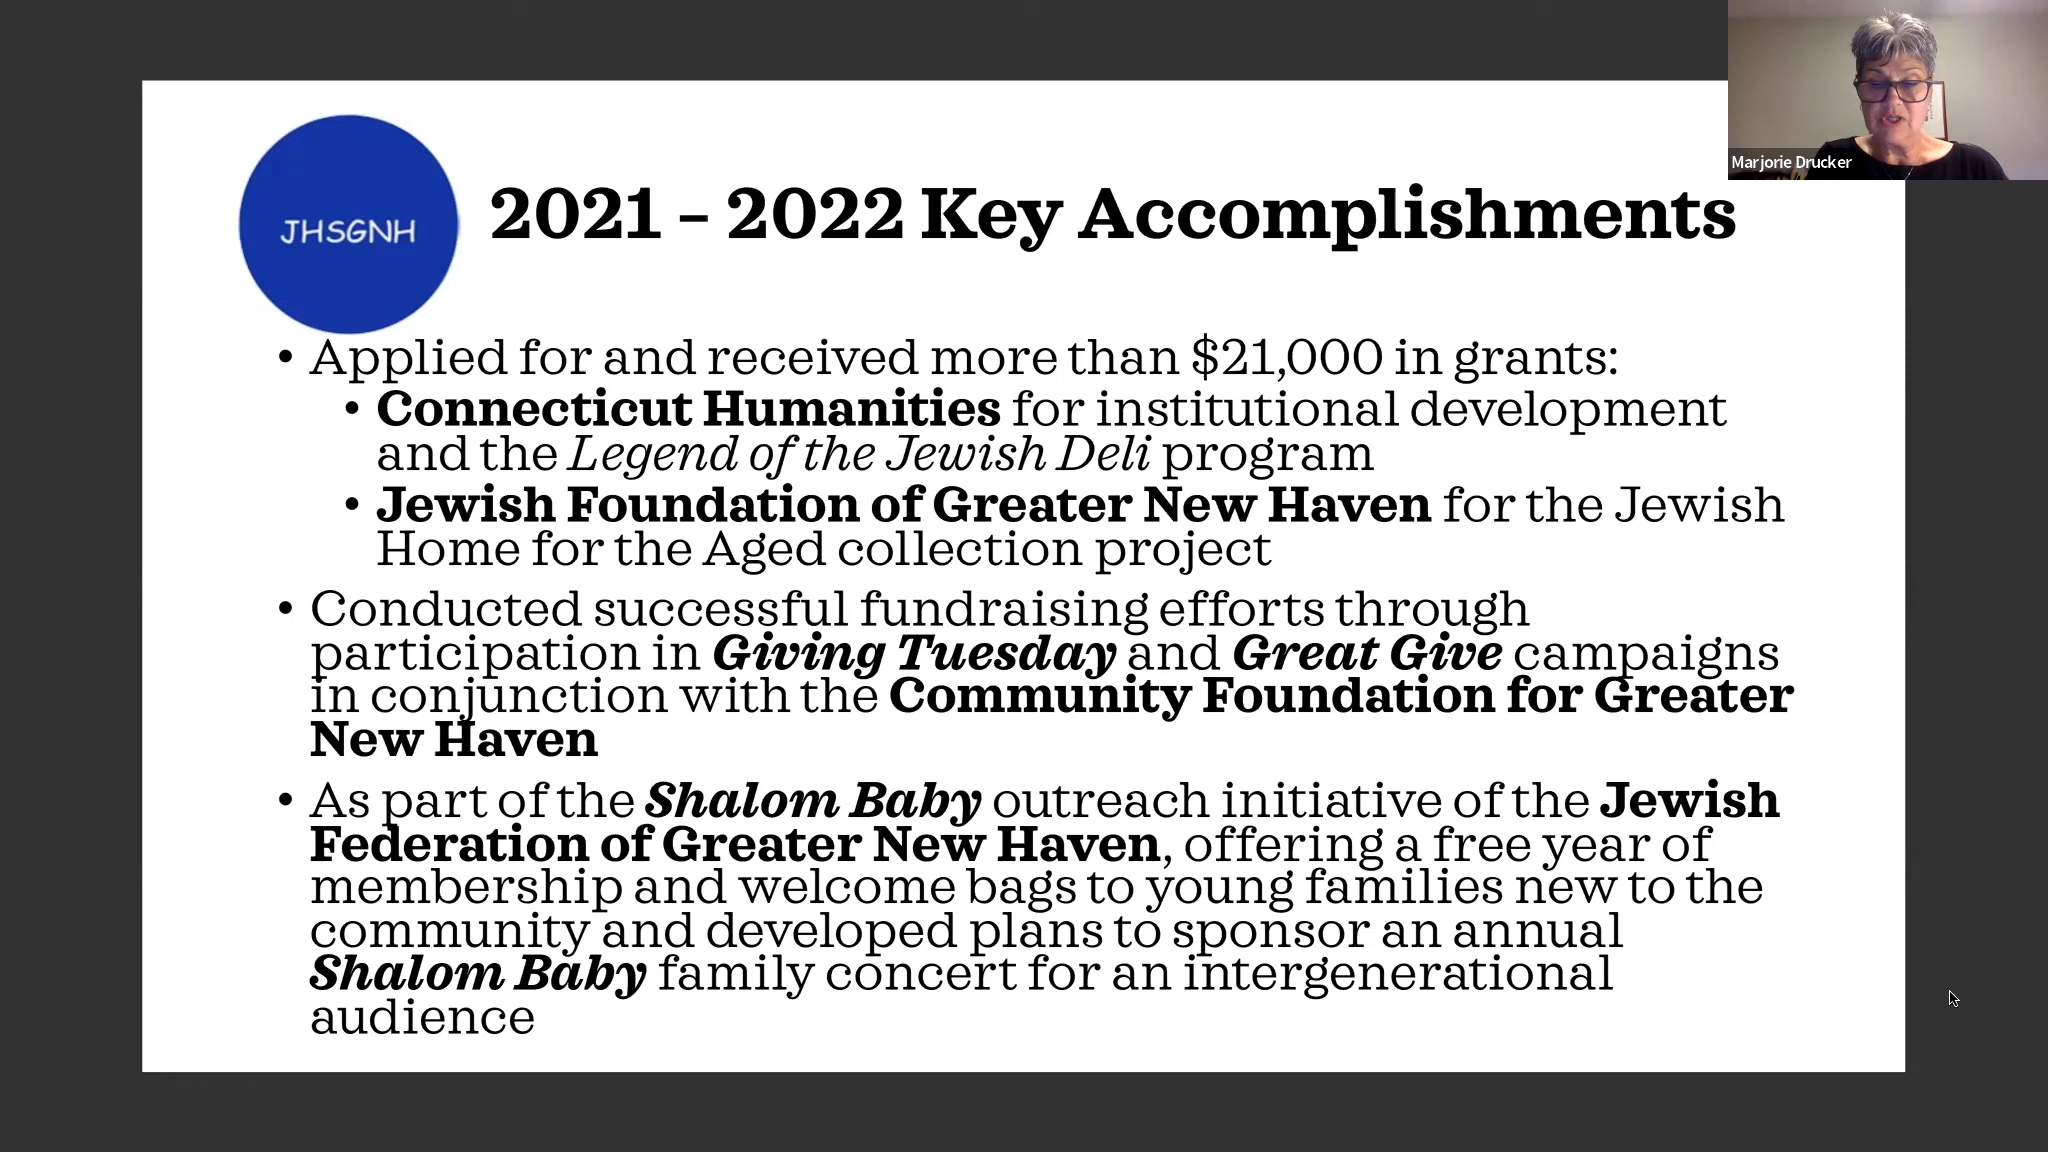 Marjorie Drucker
JHSGNH
2021 – 2022 Key Accomplishments
• Applied for and received more than $21,000 in grants:
• Connecticut Humanities for institutional development
and the Legend of the Jewish Deli program
• Jewish Foundation of Greater New Haven for the Jewish
Home for the Aged collection project
• Conducted successful fundraising efforts through
participation in Giving Tuesday and Great Give campaigns
in conjunction with the Community Foundation for Greater
New Haven
• As part of the Shalom Baby outreach initiative of the Jewish
Federation of Greater New Haven, offering a free year of
membership and welcome bags to young families new to the
community and developed plans to sponsor an annual
Shalom Baby family concert for an intergenerational
audience